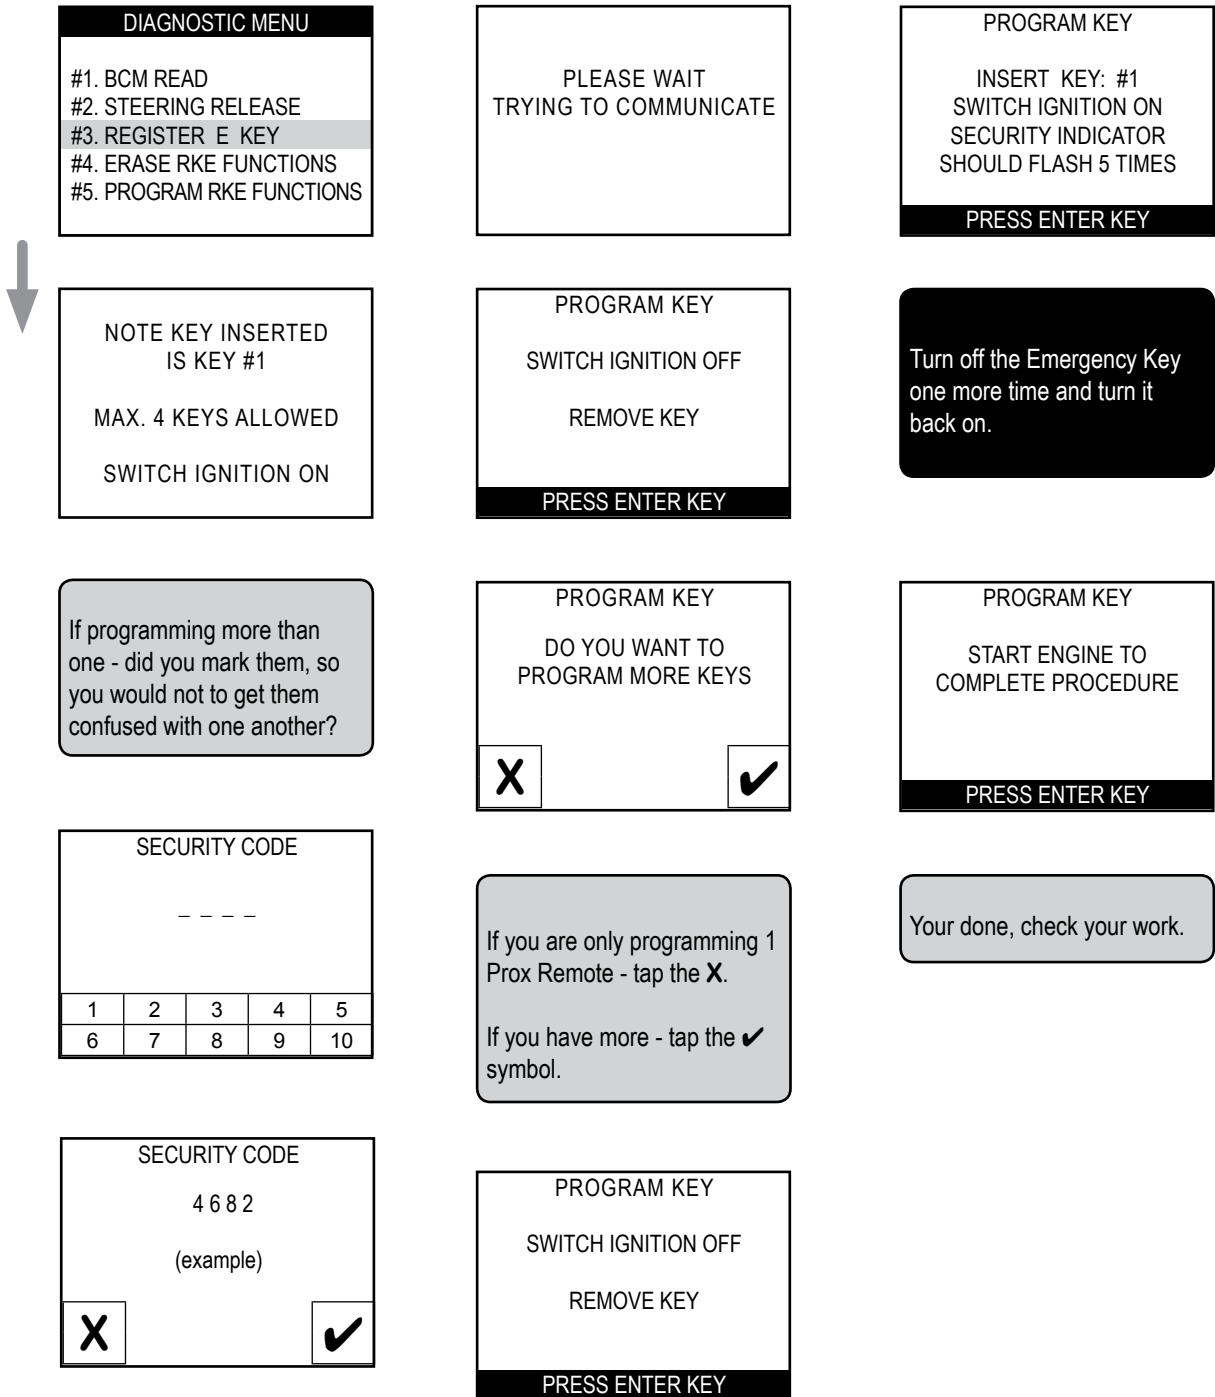 DIAGNOSTIC MENU
#1. BCM READ
#2. STEERING RELEASE
#3. REGISTER E KEY
#4. ERASE RKE FUNCTIONS
#5. PROGRAM RKE FUNCTIONS
NOTE KEY INSERTED
IS KEY #1
MAX. 4 KEYS ALLOWED
SWITCH IGNITION ON
If programming more than
one - did you mark them, so
you would not to get them
confused with one another?
SECURITY CODE
_ _ _ _
1 2 3 4 5
6 7 8 9 10
SECURITY CODE
4 6 8 2
(example)
X ✔
PLEASE WAIT
TRYING TO COMMUNICATE
PROGRAM KEY
SWITCH IGNITION OFF
REMOVE KEY
PRESS ENTER KEY
PROGRAM KEY
DO YOU WANT TO
PROGRAM MORE KEYS
X ✔
If you are only programming 1
Prox Remote - tap the X.
If you have more - tap the ✔
symbol.
PROGRAM KEY
SWITCH IGNITION OFF
REMOVE KEY
PRESS ENTER KEY
PROGRAM KEY
INSERT KEY: #1
SWITCH IGNITION ON
SECURITY INDICATOR
SHOULD FLASH 5 TIMES
PRESS ENTER KEY
Turn off the Emergency Key
one more time and turn it
back on.
PROGRAM KEY
START ENGINE TO
COMPLETE PROCEDURE
PRESS ENTER KEY
Your done, check your work.